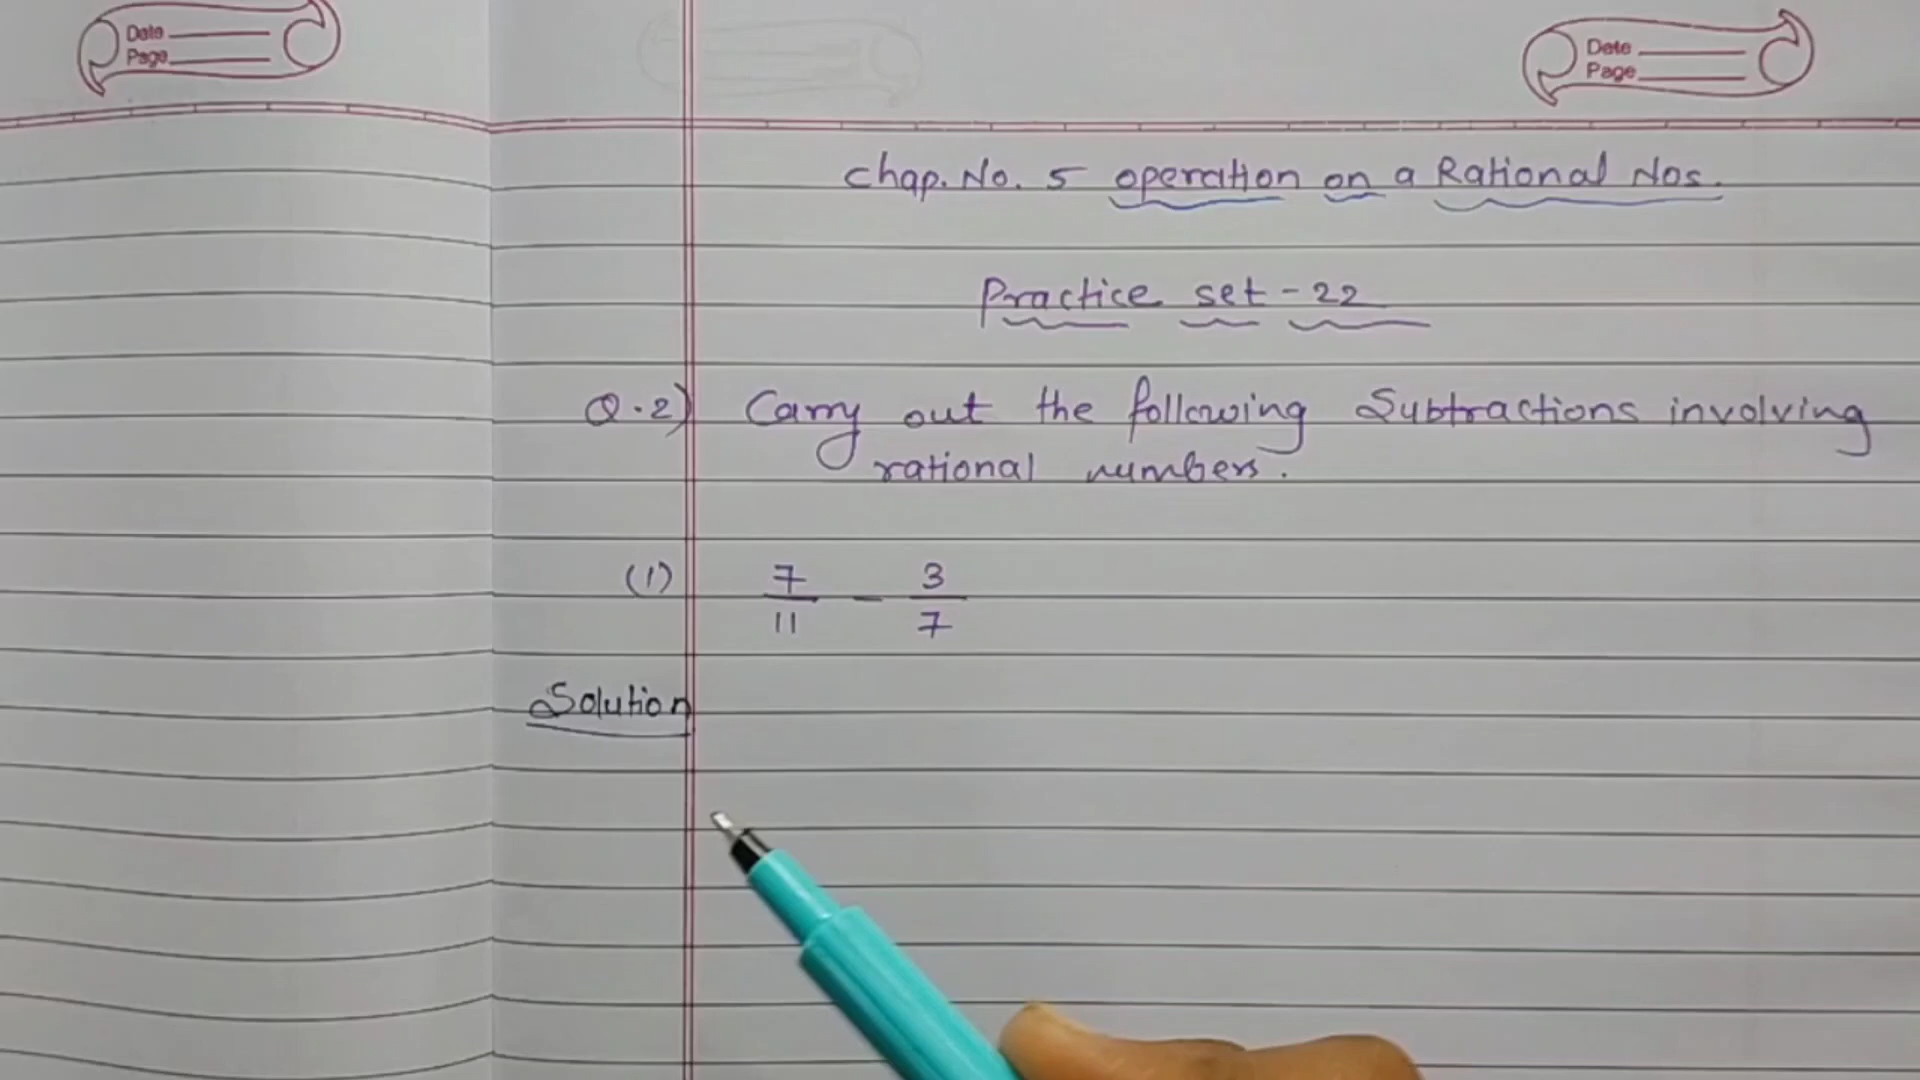 Date
Page
Date
Page
Chap. No. 5 operation on a Rational Nos.
Practice set - 22
Q.2) Carry out the following Subtractions involving
rational numbers.
(1) 7/11 - 3/7
Solution